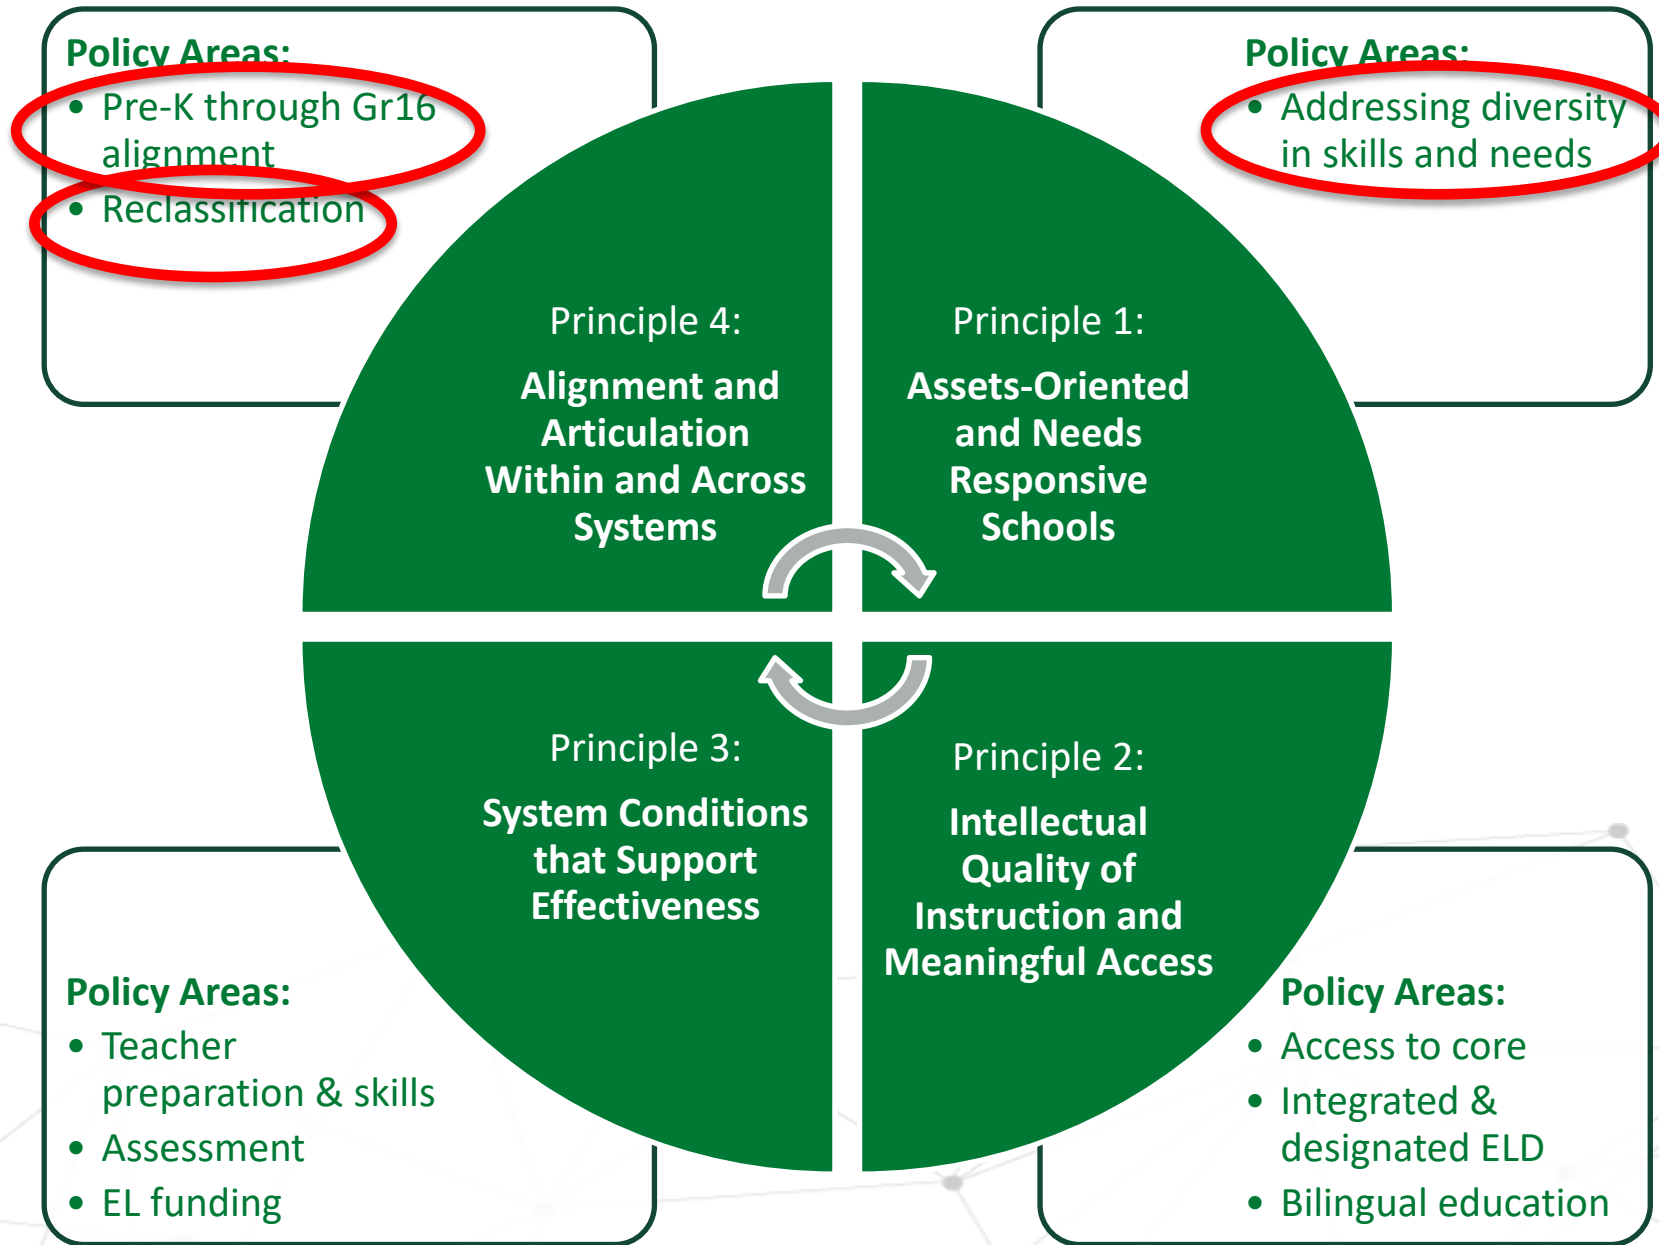 Policy Areas:
• Pre-K through Gr16
alignment
• Reclassification
Policy Areas:
• Addressing diversity
in skills and needs
Principle 4:
Alignment and
Articulation
Within and Across
Systems
Principle 1:
Assets-Oriented
and Needs
Responsive
Schools
Principle 3:
System Conditions
that Support
Effectiveness
Principle 2:
Intellectual
Quality of
Instruction and
Meaningful Access
Policy Areas:
• Teacher
preparation & skills
• Assessment
• EL funding
Policy Areas:
• Access to core
• Integrated &
designated ELD
• Bilingual education